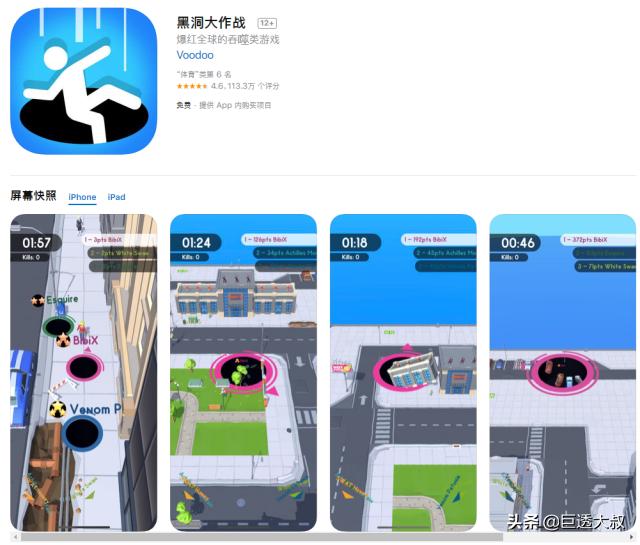 黑洞大作战 12+
爆红全球的吞噬类游戏
Voodoo
“体育”类第 6 名
4.6, 113.3万 个评分
免费 · 提供 App 内购买项目
屏幕快照 iPhone iPad
01:57
Kills: 0
1 - 3pts BibiX
2 - 2pts White Swan
Esquire
BibiX
Venom P
01:24
Kills: 0
1 - 126pts BibiX
2 - 34pts Achilles Mo
01:18
Kills: 0
1 - 192pts BibiX
2 - 45pts
00:46
Kills: 0
1 - 372pts BibiX
3 - 71pts White Swan
头条 @巨透大叔